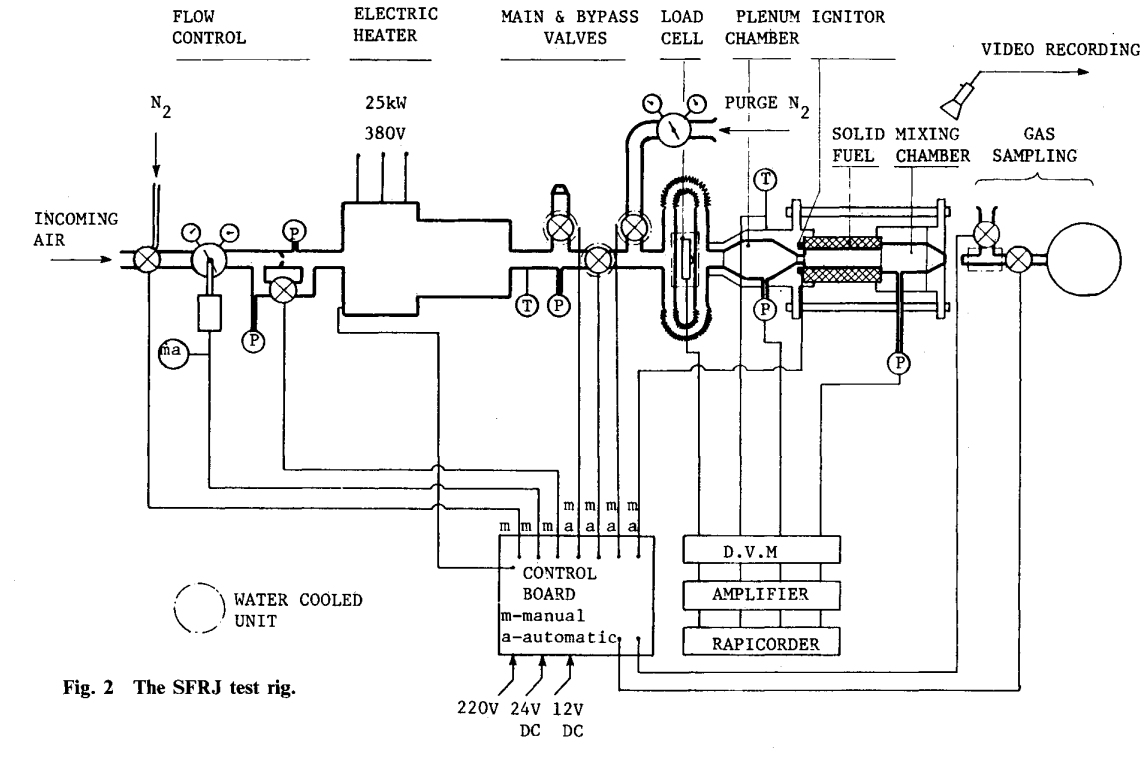 FLOW
CONTROL
ELECTRIC
HEATER
MAIN & BYPASS
VALVES
LOAD
CELL
PLENUM
CHAMBER
IGNITOR
VIDEO RECORDING
N2
25kW
380V
PURGE N2
SOLID
FUEL
MIXING
CHAMBER
GAS
SAMPLING
INCOMING
AIR
P
T
T
P
P
P
P
ṁa
m m m m a m a m a m a
D.V.M
CONTROL
BOARD
m-manual
a-automatic
AMPLIFIER
RAPICORDER
WATER COOLED
UNIT
220V 24V 12V
DC DC
Fig. 2 The SFRJ test rig.